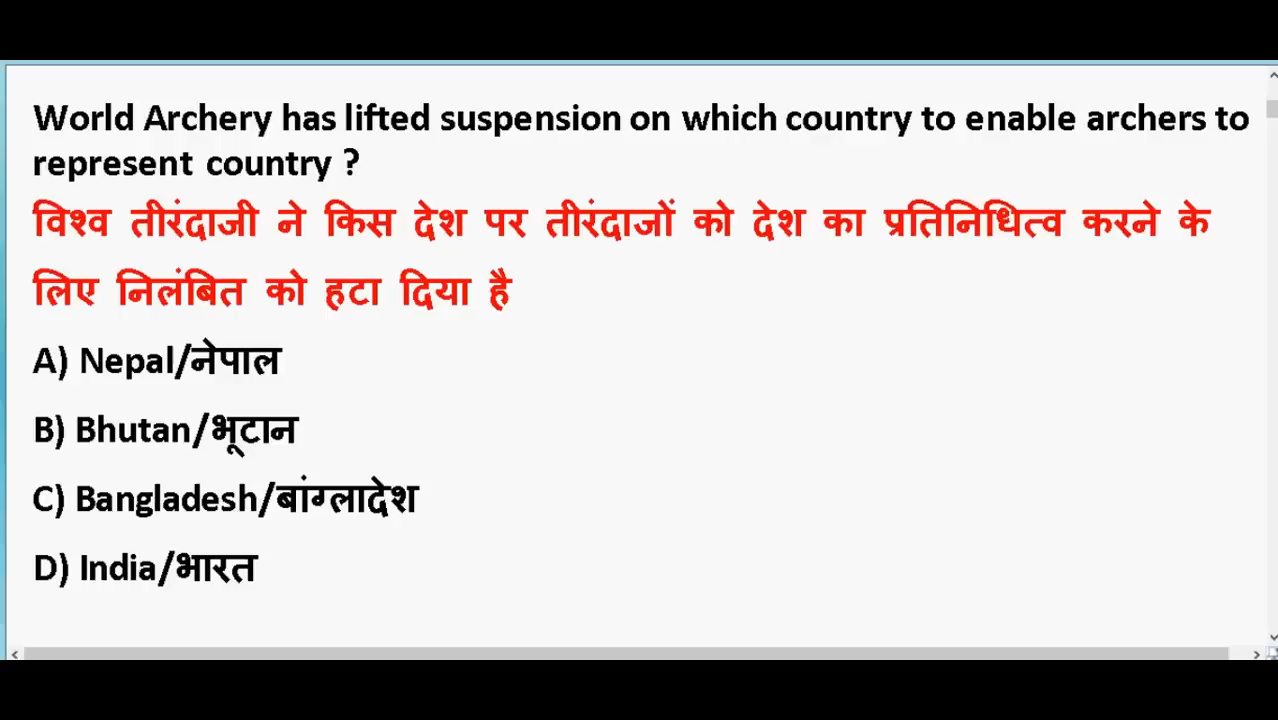 World Archery has lifted suspension on which country to enable archers to
represent country ?
विश्व तीरंदाजी ने किस देश पर तीरंदाजों को देश का प्रतिनिधित्व करने के
लिए निलंबित को हटा दिया है
A) Nepal/नेपाल
B) Bhutan/भूटान
C) Bangladesh/बांग्लादेश
D) India/भारत